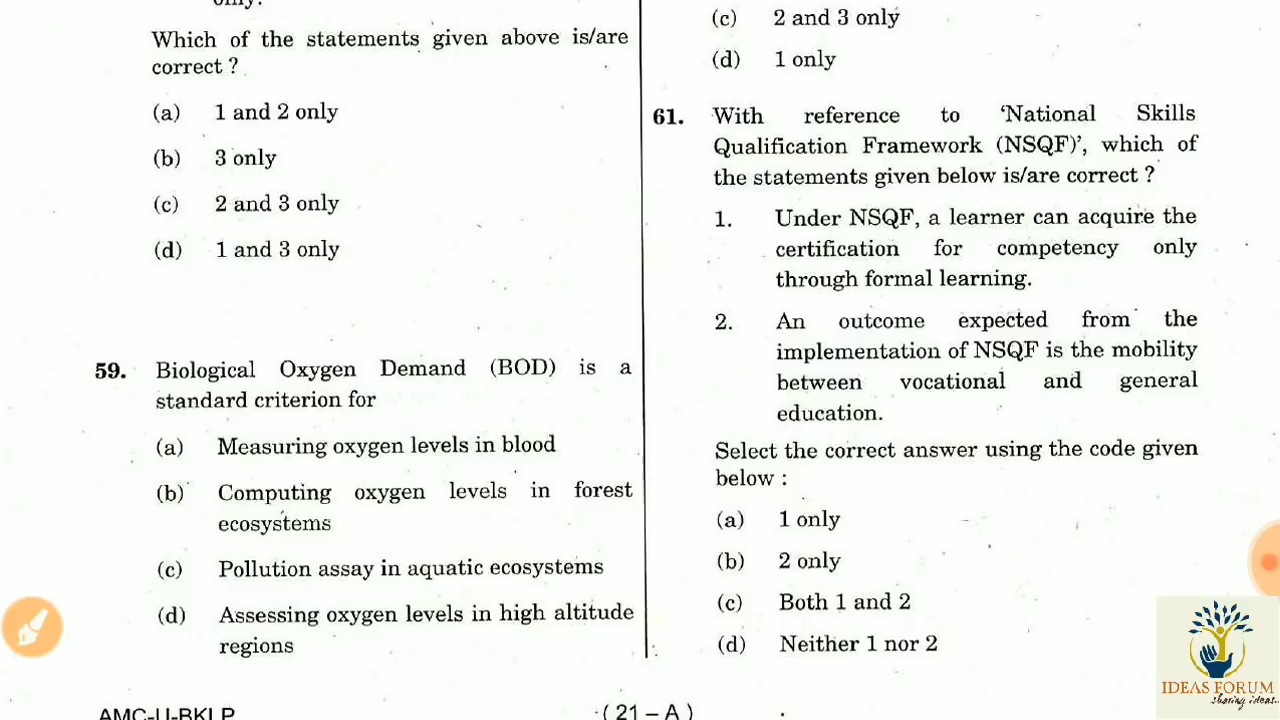 only.
Which of the statements given above is/are
correct ?
(a) 1 and 2 only
(b) 3 only
(c) 2 and 3 only
(d) 1 and 3 only
59. Biological Oxygen Demand (BOD) is a
standard criterion for
(a) Measuring oxygen levels in blood
(b) Computing oxygen levels in forest
ecosystems
(c) Pollution assay in aquatic ecosystems
(d) Assessing oxygen levels in high altitude
regions
(c) 2 and 3 only
(d) 1 only
61. With reference to ‘National Skills
Qualification Framework (NSQF)’, which of
the statements given below is/are correct ?
1. Under NSQF, a learner can acquire the
certification for competency only
through formal learning.
2. An outcome expected from the
implementation of NSQF is the mobility
between vocational and general
education.
Select the correct answer using the code given
below :
(a) 1 only
(b) 2 only
(c) Both 1 and 2
(d) Neither 1 nor 2
AMC-U-BKLP
( 21 – A )
IDEAS FORUM
sharing ideas...